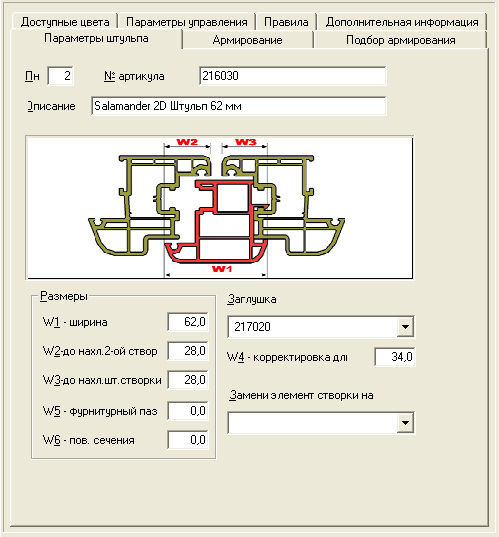 Доступные цвета Параметры управления Правила Дополнительная информация
Параметры штульпа Армирование Подбор армирования
Пн 2 № артикула 216030
Описание Salamander 2D Штульп 62 мм
W2 W3
W1
Размеры
W1 - ширина 62,0
W2-до нахл.2-ой створ 28,0
W3-до нахл.шт.створки 28,0
W5 - фурнитурный паз 0,0
W6 - пов. сечения 0,0
Заглушка
217020
W4 - корректировка для 34,0
Замени элемент створки на